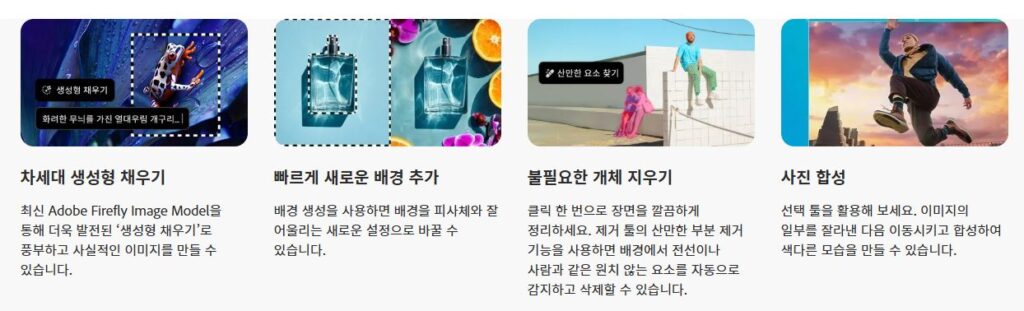 생성형 채우기
화려한 무늬를 가진 열대우림 개구리...
신만한 요소 찾기
차세대 생성형 채우기
최신 Adobe Firefly Image Model을
통해 더욱 발전된 ‘생성형 채우기’로
풍부하고 사실적인 이미지를 만들 수
있습니다.
빠르게 새로운 배경 추가
배경 생성을 사용하면 배경을 피사체와 잘
어울리는 새로운 설정으로 바꿀 수
있습니다.
불필요한 개체 지우기
클릭 한 번으로 장면을 깔끔하게
정리하세요. 제거 툴의 산만한 부분 제거
기능을 사용하면 배경에서 전선이나
사람과 같은 원치 않는 요소를 자동으로
감지하고 삭제할 수 있습니다.
사진 합성
선택 툴을 활용해 보세요. 이미지의
일부를 잘라낸 다음 이동시키고 합성하여
색다른 모습을 만들 수 있습니다.